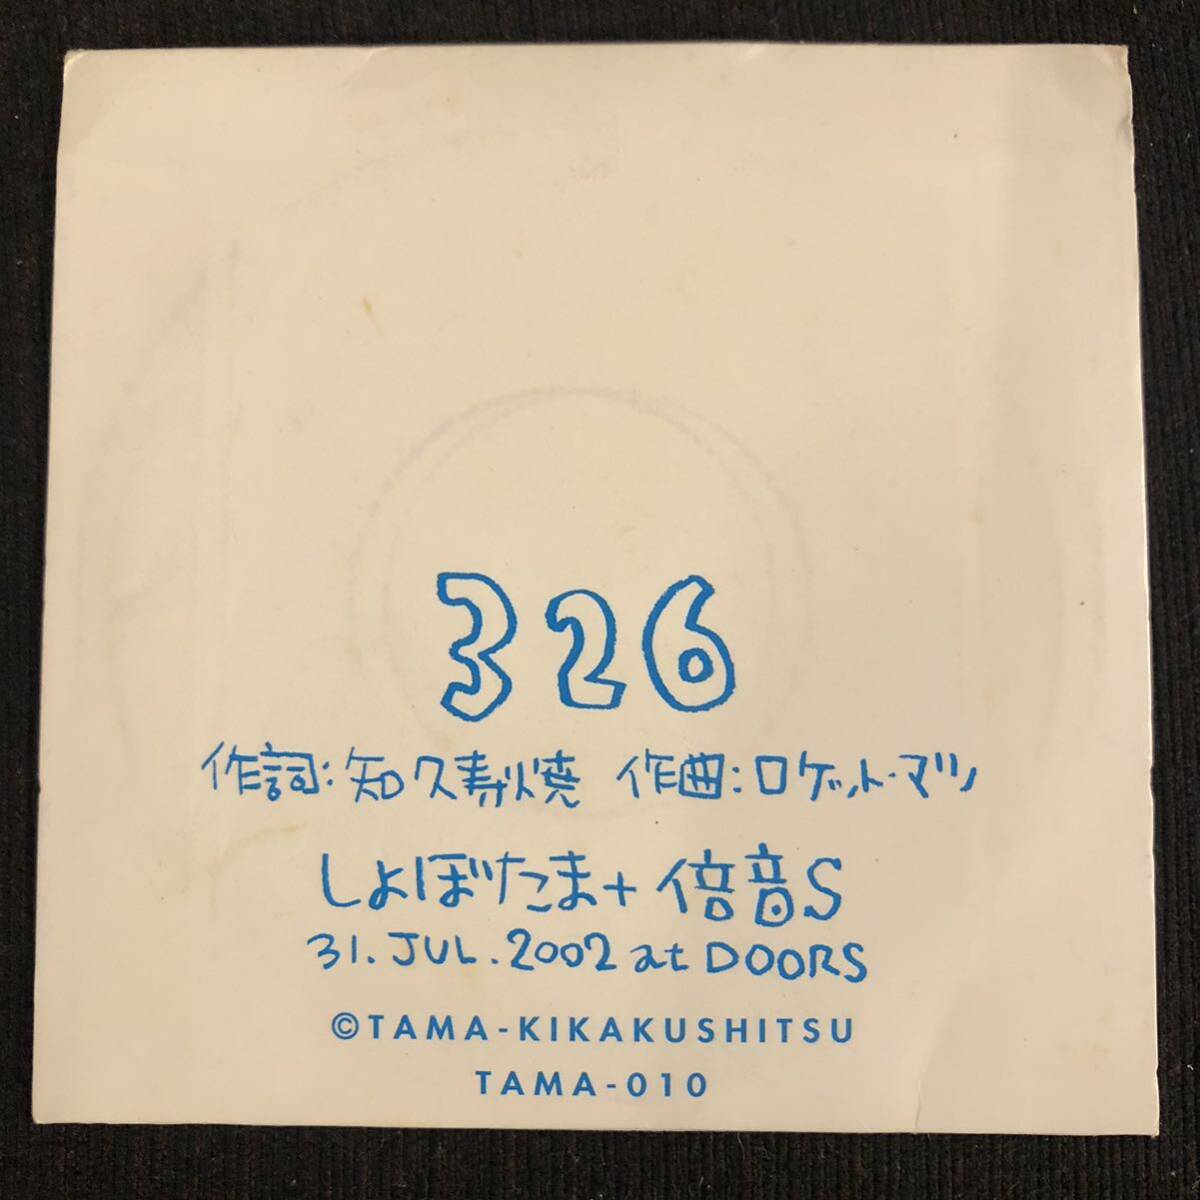 326
作詞:知久寿焼 作曲:ロケット・マツ
しょぼたま+倍音S
31.JUL.2002 at DOORS
©TAMA-KIKAKUSHITSU
TAMA-010